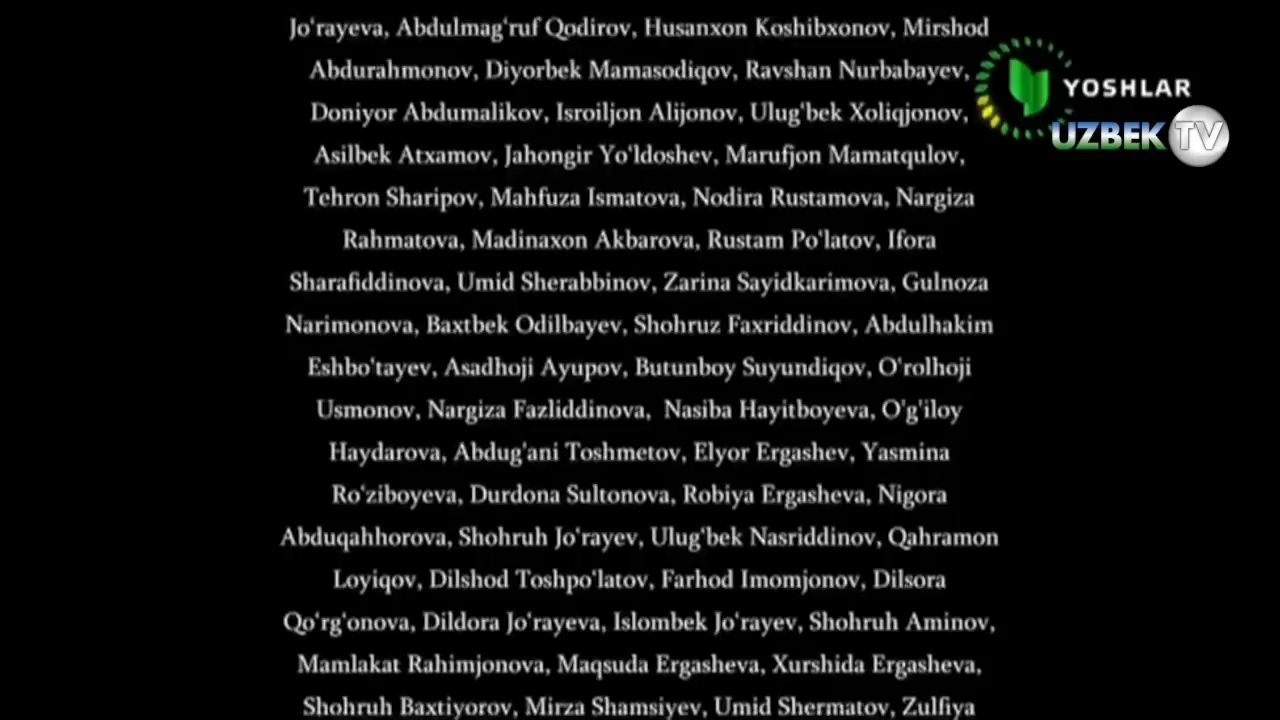 Jo‘rayeva, Abdulmag‘ruf Qodirov, Husanxon Koshibxonov, Mirshod
Abdurahmonov, Diyorbek Mamasodiqov, Ravshan Nurbabayev,
YOSHLAR
Doniyor Abdumalikov, Isroiljon Alijonov, Ulug‘bek Xoliqjonov,
UZBEK TV
Asilbek Atxamov, Jahongir Yo‘ldoshev, Marufjon Mamatqulov,
Tehron Sharipov, Mahfuza Ismatova, Nodira Rustamova, Nargiza
Rahmatova, Madinaxon Akbarova, Rustam Po‘latov, Ifora
Sharafiddinova, Umid Sherabbinov, Zarina Sayidkarimova, Gulnoza
Narimonova, Baxtbek Odilbayev, Shohruz Faxriddinov, Abdulhakim
Eshbo‘tayev, Asadhoji Ayupov, Butunboy Suyundiqov, O'rolhoji
Usmonov, Nargiza Fazliddinova, Nasiba Hayitboyeva, O'g'iloy
Haydarova, Abdug'ani Toshmetov, Elyor Ergashev, Yasmina
Ro‘ziboyeva, Durdona Sultonova, Robiya Ergasheva, Nigora
Abduqahhorova, Shohruh Jo‘rayev, Ulug‘bek Nasriddinov, Qahramon
Loyiqov, Dilshod Toshpo‘latov, Farhod Imomjonov, Dilsora
Qo‘rg‘onova, Dildora Jo‘rayeva, Islombek Jo‘rayev, Shohruh Aminov,
Mamlakat Rahimjonova, Maqsuda Ergasheva, Xurshida Ergasheva,
Shohruh Baxtiyorov, Mirza Shamsiyev, Umid Shermatov, Zulfiya